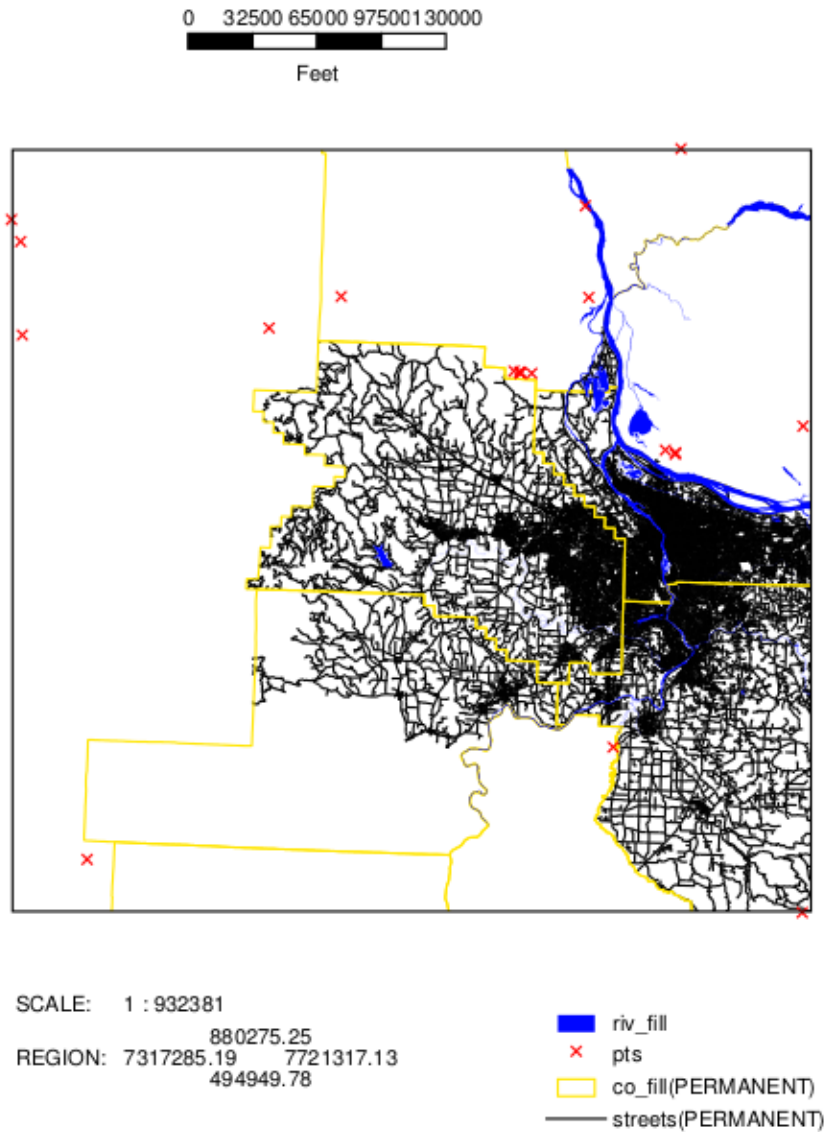 0 32500 65000 97500 130000
Feet
SCALE: 1 : 932381
880275.25
REGION: 7317285.19 7721317.13
494949.78
riv_fill
pts
co_fill(PERMANENT)
streets(PERMANENT)